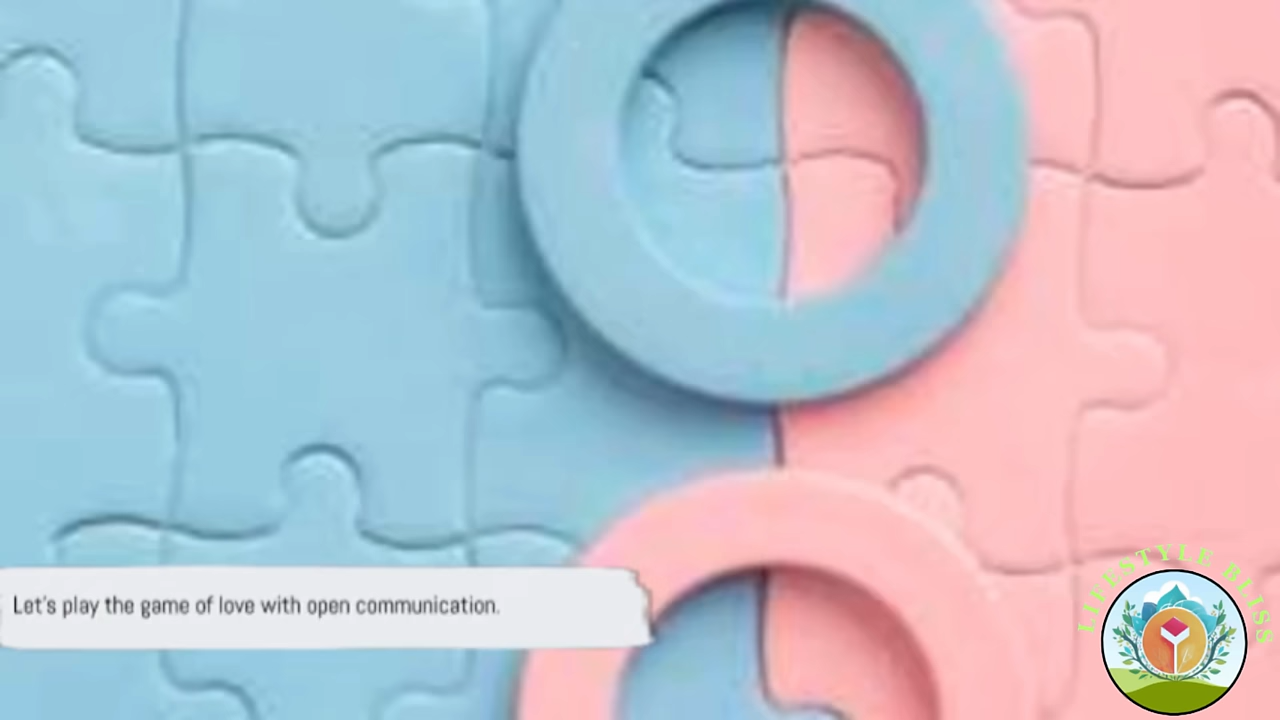 Let's play the game of love with open communication.
LIFESTYLE BLISS